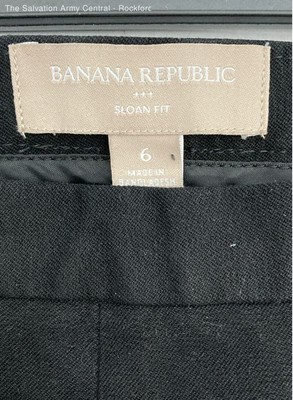 The Salvation Army Central - Rockford
BANANA REPUBLIC
SLOAN FIT
6
MADE IN
BANGLADESH